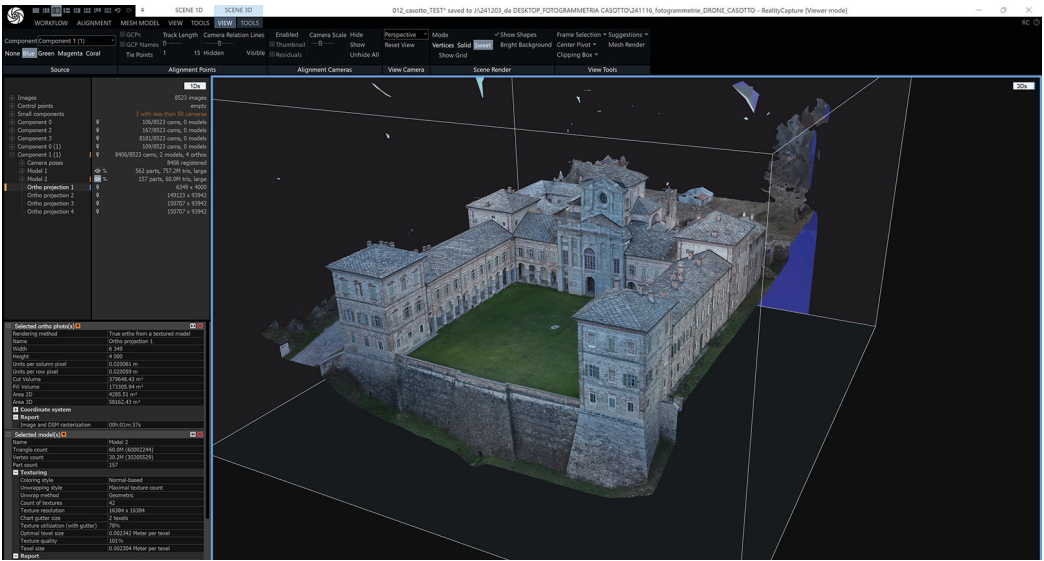 012_casotto_TEST* saved to J:\241203_da DESKTOP_FOTOGRAMMETRIA CASOTTO\241116_fotogrammetrie_DRONE_CASOTTO - RealityCapture [Viewer mode]
SCENE 1D SCENE 3D
WORKFLOW ALIGNMENT MESH MODEL VIEW TOOLS VIEW TOOLS RC
Component Component 1 (1)
None Blue Green Magenta Coral
Source
GCPs Track Length Camera Relation Lines
GCP Names
Tie Points 1 15 Hidden Visible
Alignment Points
Enabled Camera Scale Hide
Thumbnail Show
Residuals Unhide All
Alignment Cameras
Perspective
Reset View
View Camera
Mode Show Shapes
Vertices Solid Sweet Bright Background
Show Grid
Scene Render
Frame Selection Suggestions
Center Pivot Mesh Render
Clipping Box
View Tools
1Ds
3Ds
Images 8523 images
Control points empty
Small components 3 with less than 50 cameras
Component 0 106/8523 cams, 0 models
Component 2 167/8523 cams, 0 models
Component 3 8181/8523 cams, 0 models
Component 0 (1) 109/8523 cams, 0 models
Component 1 (1) 8406/8523 cams, 2 models, 4 orthos
Camera poses 8406 registered
Model 1 562 parts, 757.2M tris, large
Model 2 157 parts, 60.0M tris, large
Ortho projection 1 6349 x 4000
Ortho projection 2 149123 x 93942
Ortho projection 3 150707 x 93942
Ortho projection 4 150707 x 93942
Selected ortho photo(s)
Rendering method True ortho from a textured model
Name Ortho projection 1
Width 6 349
Height 4 000
Units per column pixel 0.020061 m
Units per row pixel 0.020059 m
Cut Volume 379648.43 m³
Fill Volume 173305.94 m³
Area 2D 4285.51 m²
Area 3D 58162.43 m²
Coordinate system
Report
Image and DSM rasterization 00h:01m:37s
Selected model(s)
Name Model 2
Triangle count 60.0M (60002244)
Vertex count 30.2M (30205529)
Part count 157
Texturing
Coloring style Normal-based
Unwrapping style Maximal texture count
Unwrap method Geometric
Count of textures 42
Texture resolution 16384 x 16384
Chart gutter size 2 texels
Texture utilization (with gutter) 78%
Optimal texel size 0.002342 Meter per texel
Texture quality 101%
Texel size 0.002304 Meter per texel
Report